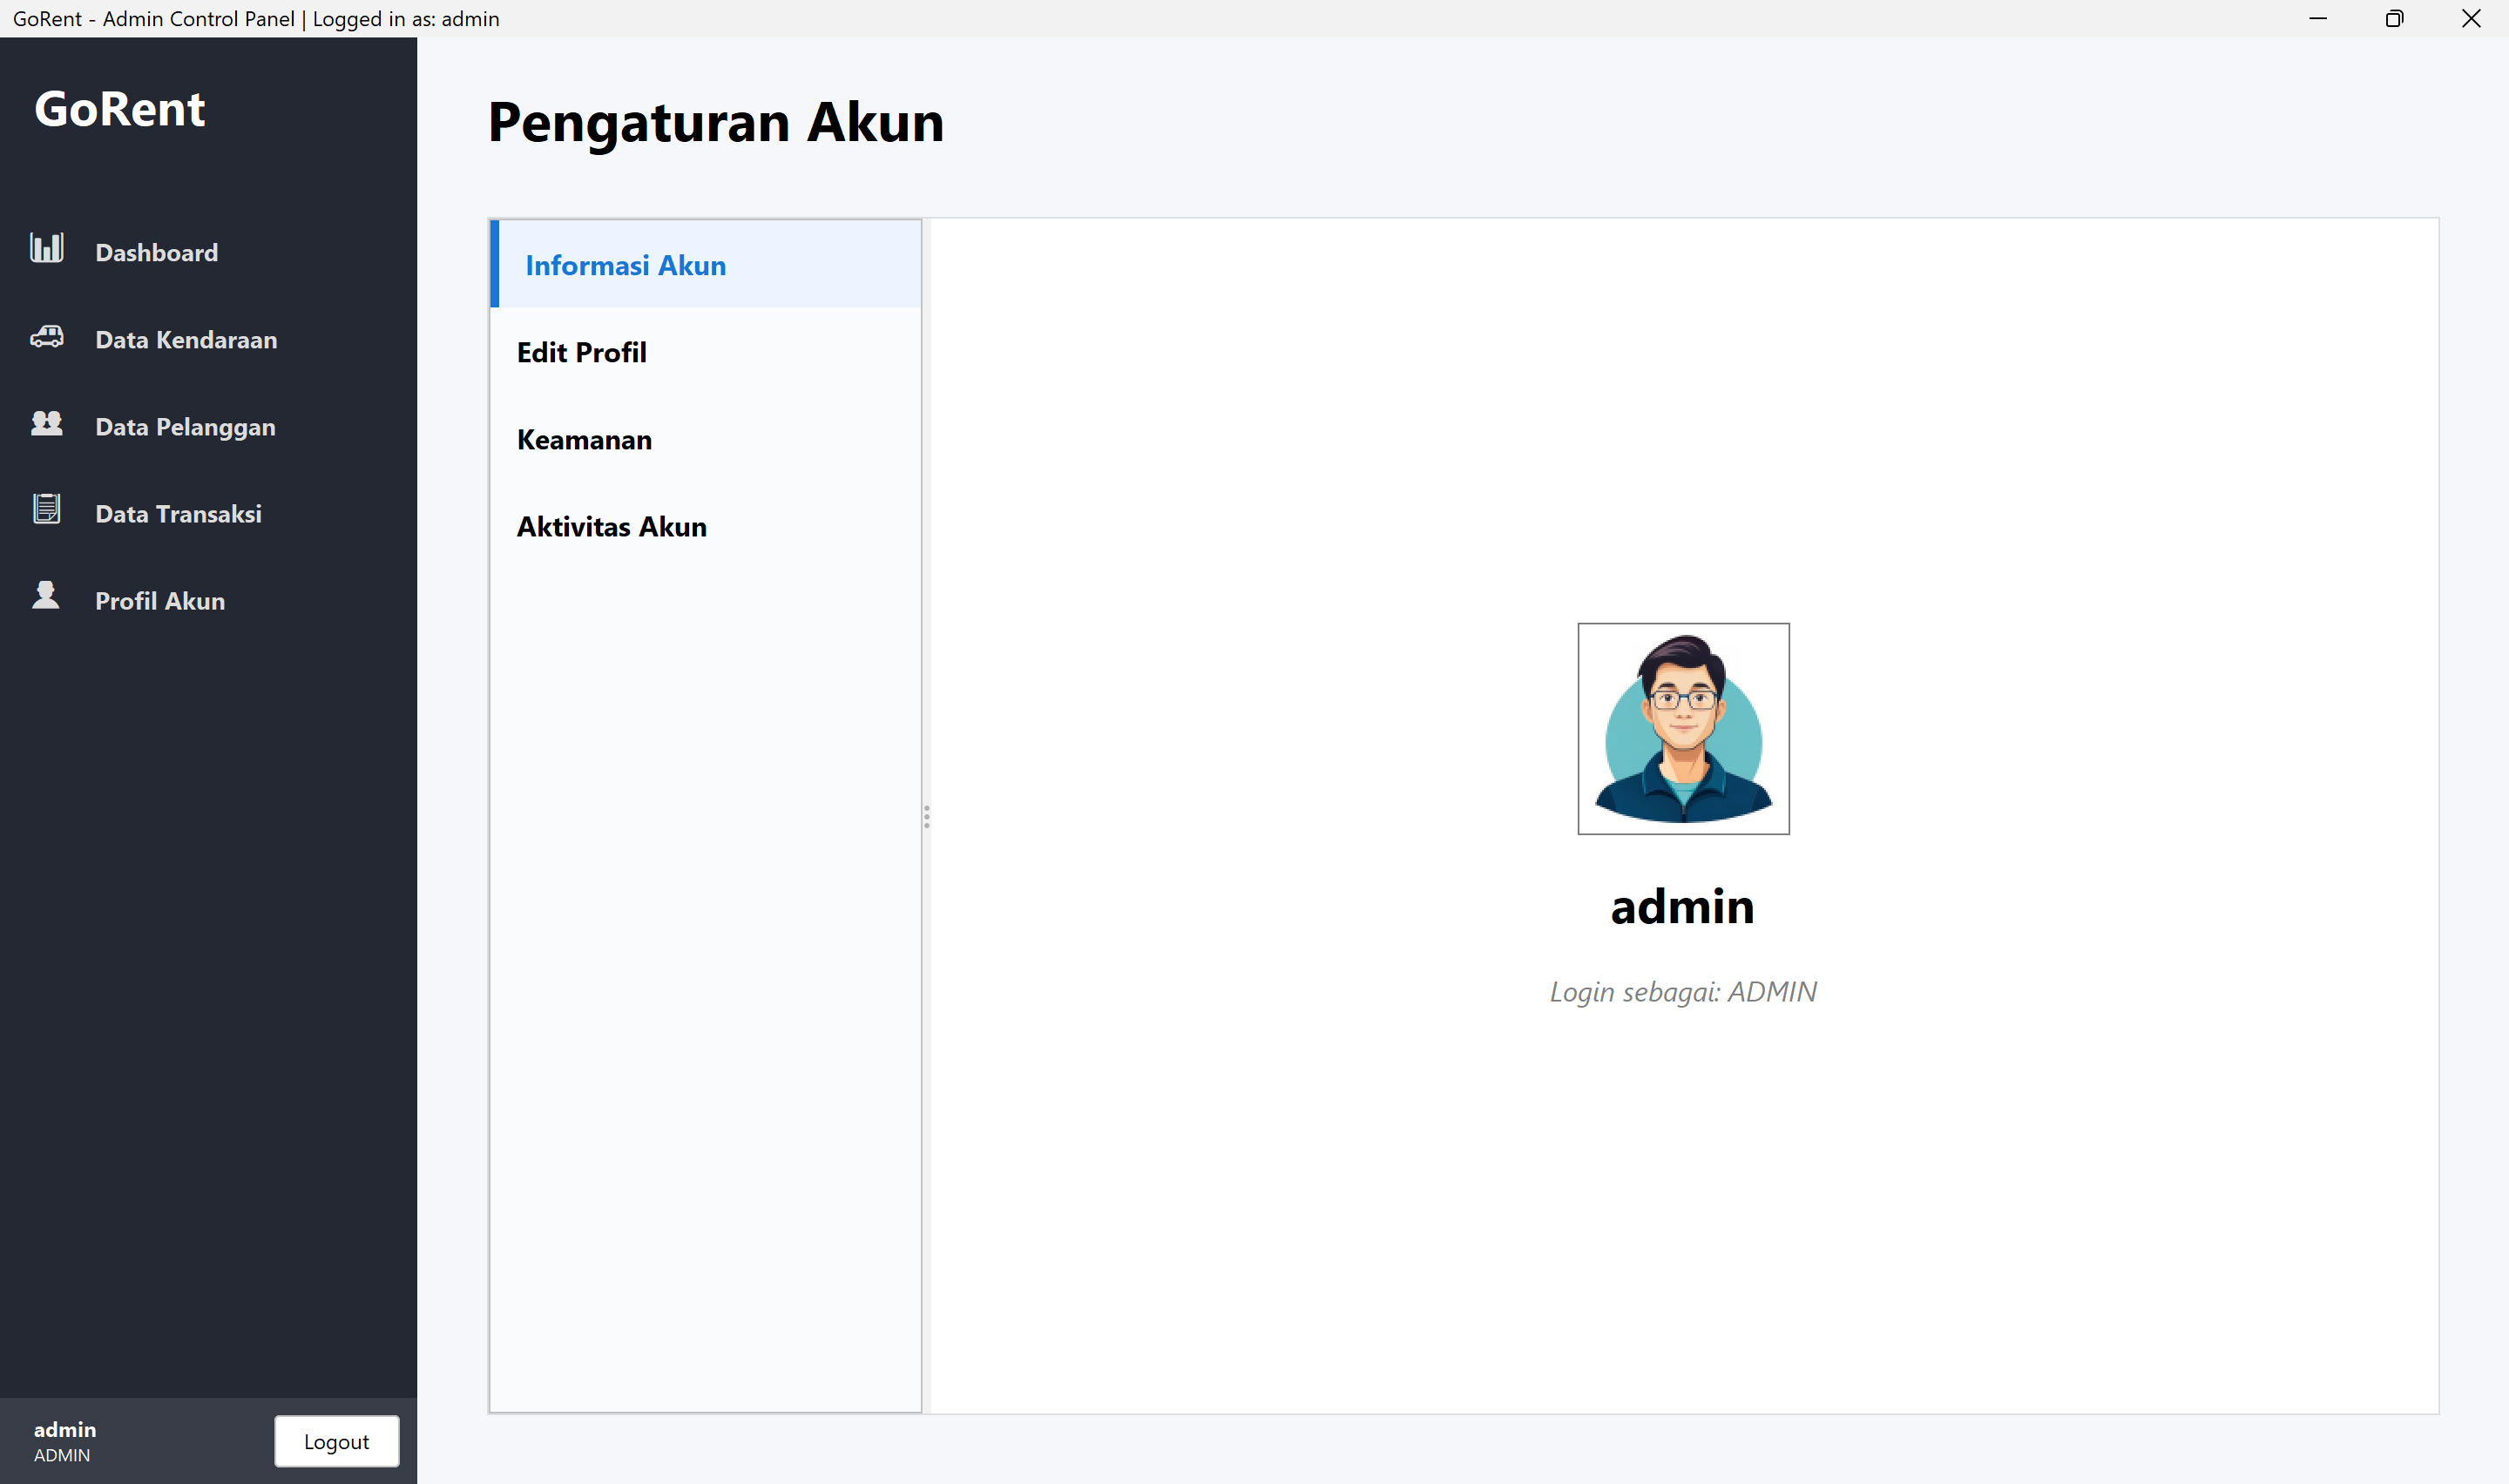 GoRent - Admin Control Panel | Logged in as: admin
GoRent
Dashboard
Data Kendaraan
Data Pelanggan
Data Transaksi
Profil Akun
admin
ADMIN
Logout
Pengaturan Akun
Informasi Akun
Edit Profil
Keamanan
Aktivitas Akun
admin
Login sebagai: ADMIN